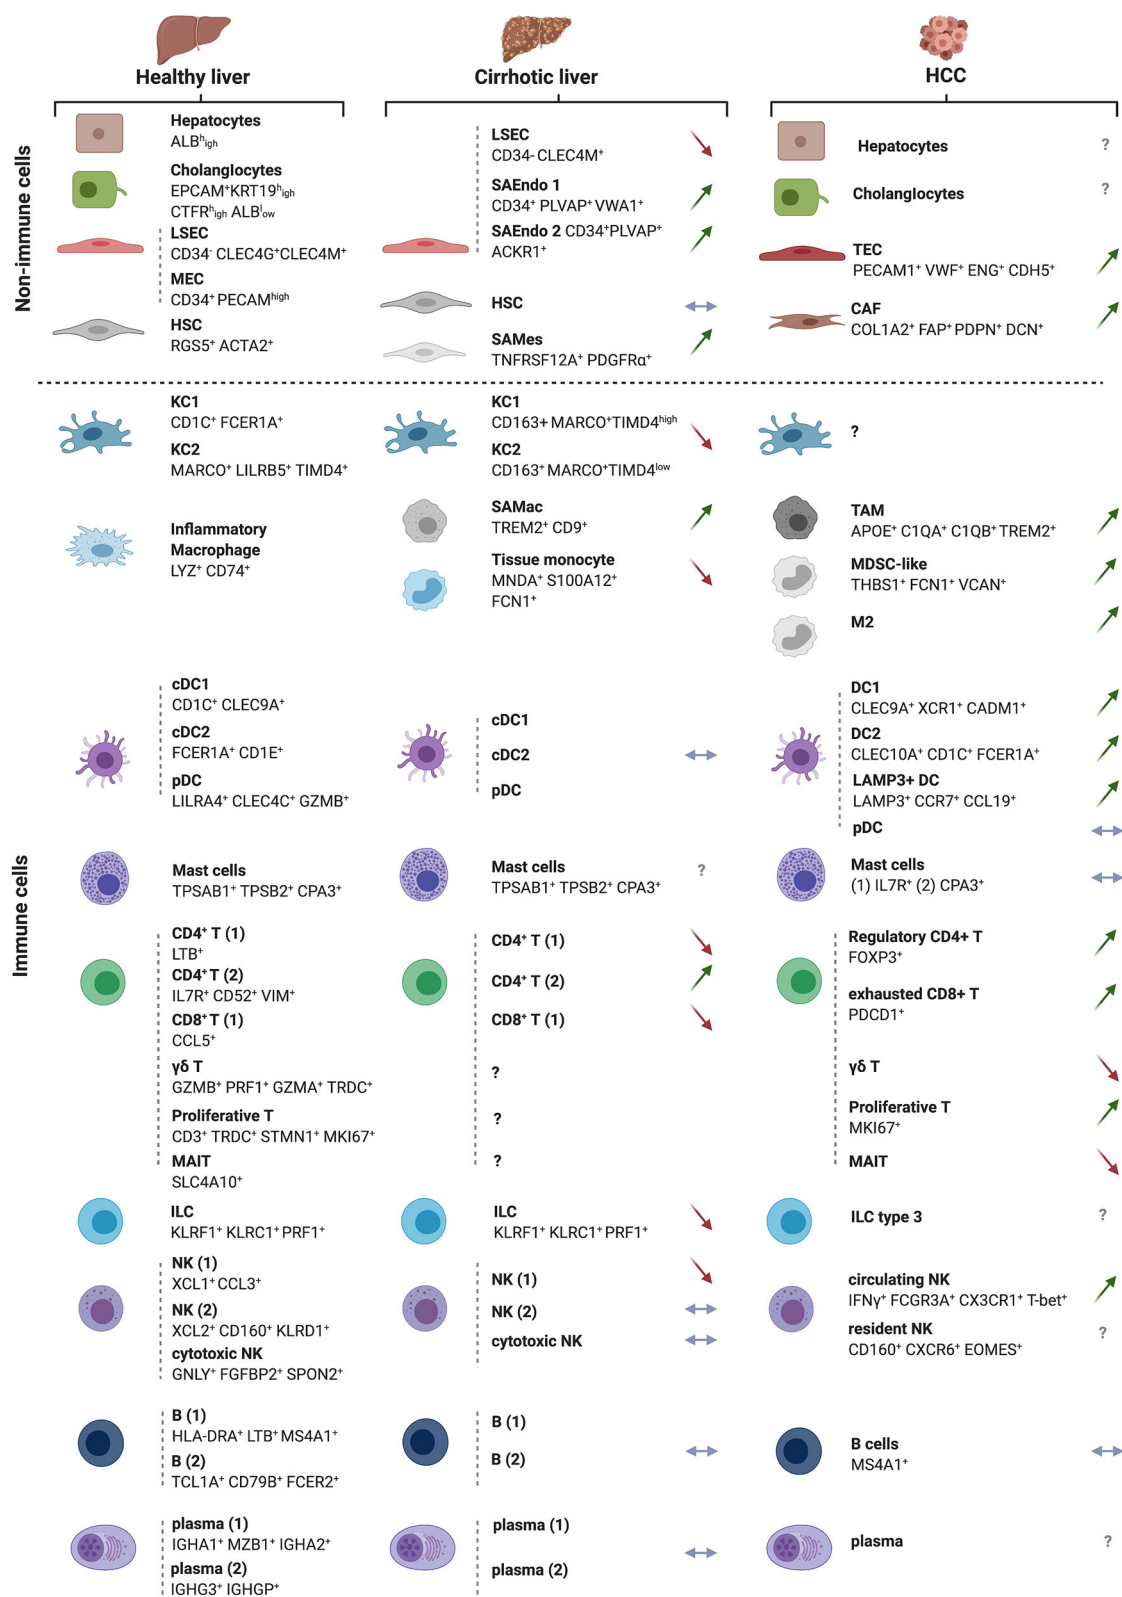 Healthy liver
Cirrhotic liver
HCC
Non-immune cells
Hepatocytes
ALBʰᵢgₕ
CholangIocytes
EPCAM⁺KRT19ʰᵢgₕ
CTFRʰᵢgₕ ALBˡₒw
LSEC
CD34⁻ CLEC4G⁺CLEC4M⁺
MEC
CD34⁺ PECAMʰⁱᵍʰ
HSC
RGS5⁺ ACTA2⁺
LSEC
CD34- CLEC4M⁺
SAEndo 1
CD34⁺ PLVAP⁺ VWA1⁺
SAEndo 2 CD34⁺PLVAP⁺
ACKR1⁺
HSC
SAMes
TNFRSF12A⁺ PDGFRα⁺
Hepatocytes
?
CholangIocytes
?
TEC
PECAM1⁺ VWF⁺ ENG⁺ CDH5⁺
CAF
COL1A2⁺ FAP⁺ PDPN⁺ DCN⁺
Immune cells
KC1
CD1C⁺ FCER1A⁺
KC2
MARCO⁺ LILRB5⁺ TIMD4⁺
Inflammatory
Macrophage
LYZ⁺ CD74⁺
KC1
CD163+ MARCO⁺TIMD4ʰⁱᵍʰ
KC2
CD163⁺ MARCO⁺TIMD4ˡᵒʷ
SAMac
TREM2⁺ CD9⁺
Tissue monocyte
MNDA⁺ S100A12⁺
FCN1⁺
?
TAM
APOE⁺ C1QA⁺ C1QB⁺ TREM2⁺
MDSC-like
THBS1⁺ FCN1⁺ VCAN⁺
M2
cDC1
CD1C⁺ CLEC9A⁺
cDC2
FCER1A⁺ CD1E⁺
pDC
LILRA4⁺ CLEC4C⁺ GZMB⁺
cDC1
cDC2
pDC
DC1
CLEC9A⁺ XCR1⁺ CADM1⁺
DC2
CLEC10A⁺ CD1C⁺ FCER1A⁺
LAMP3+ DC
LAMP3⁺ CCR7⁺ CCL19⁺
pDC
Mast cells
TPSAB1⁺ TPSB2⁺ CPA3⁺
Mast cells
TPSAB1⁺ TPSB2⁺ CPA3⁺
?
Mast cells
(1) IL7R⁺ (2) CPA3⁺
CD4⁺ T (1)
LTB⁺
CD4⁺ T (2)
IL7R⁺ CD52⁺ VIM⁺
CD8⁺ T (1)
CCL5⁺
γδ T
GZMB⁺ PRF1⁺ GZMA⁺ TRDC⁺
Proliferative T
CD3⁺ TRDC⁺ STMN1⁺ MKI67⁺
MAIT
SLC4A10⁺
CD4⁺ T (1)
CD4⁺ T (2)
CD8⁺ T (1)
?
?
?
Regulatory CD4+ T
FOXP3⁺
exhausted CD8+ T
PDCD1⁺
γδ T
Proliferative T
MKI67⁺
MAIT
ILC
KLRF1⁺ KLRC1⁺ PRF1⁺
ILC
KLRF1⁺ KLRC1⁺ PRF1⁺
ILC type 3
?
NK (1)
XCL1⁺ CCL3⁺
NK (2)
XCL2⁺ CD160⁺ KLRD1⁺
cytotoxic NK
GNLY⁺ FGFBP2⁺ SPON2⁺
NK (1)
NK (2)
cytotoxic NK
circulating NK
IFNγ⁺ FCGR3A⁺ CX3CR1⁺ T-bet⁺
resident NK
?
CD160⁺ CXCR6⁺ EOMES⁺
B (1)
HLA-DRA⁺ LTB⁺ MS4A1⁺
B (2)
TCL1A⁺ CD79B⁺ FCER2⁺
B (1)
B (2)
B cells
MS4A1⁺
plasma (1)
IGHA1⁺ MZB1⁺ IGHA2⁺
plasma (2)
IGHG3⁺ IGHGP⁺
plasma (1)
plasma (2)
plasma
?